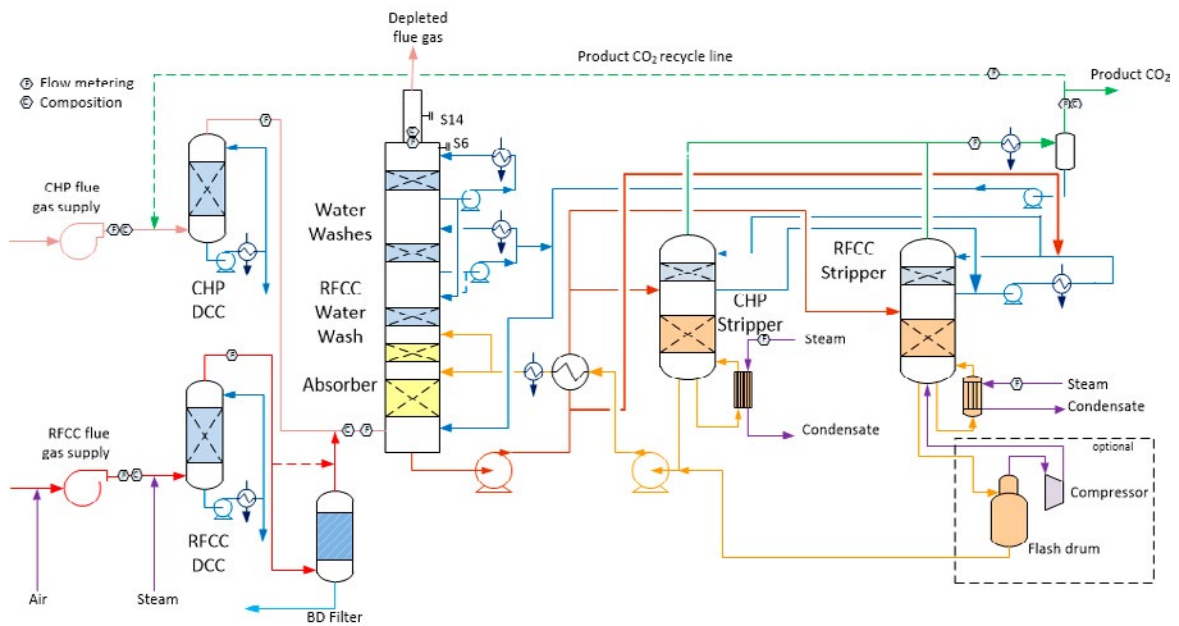 Depleted
flue gas
Product CO₂ recycle line
Product CO₂
F Flow metering
C Composition
S14
S6
CHP flue
gas supply
F C
F
C
F
F
F
F C
Water
Washes
CHP
DCC
RFCC
Water
Wash
Absorber
CHP
Stripper
RFCC
Stripper
F
Steam
Condensate
F
Steam
Condensate
RFCC flue
gas supply
F C
F
C F
RFCC
DCC
Air
Steam
BD Filter
optional
Compressor
Flash drum